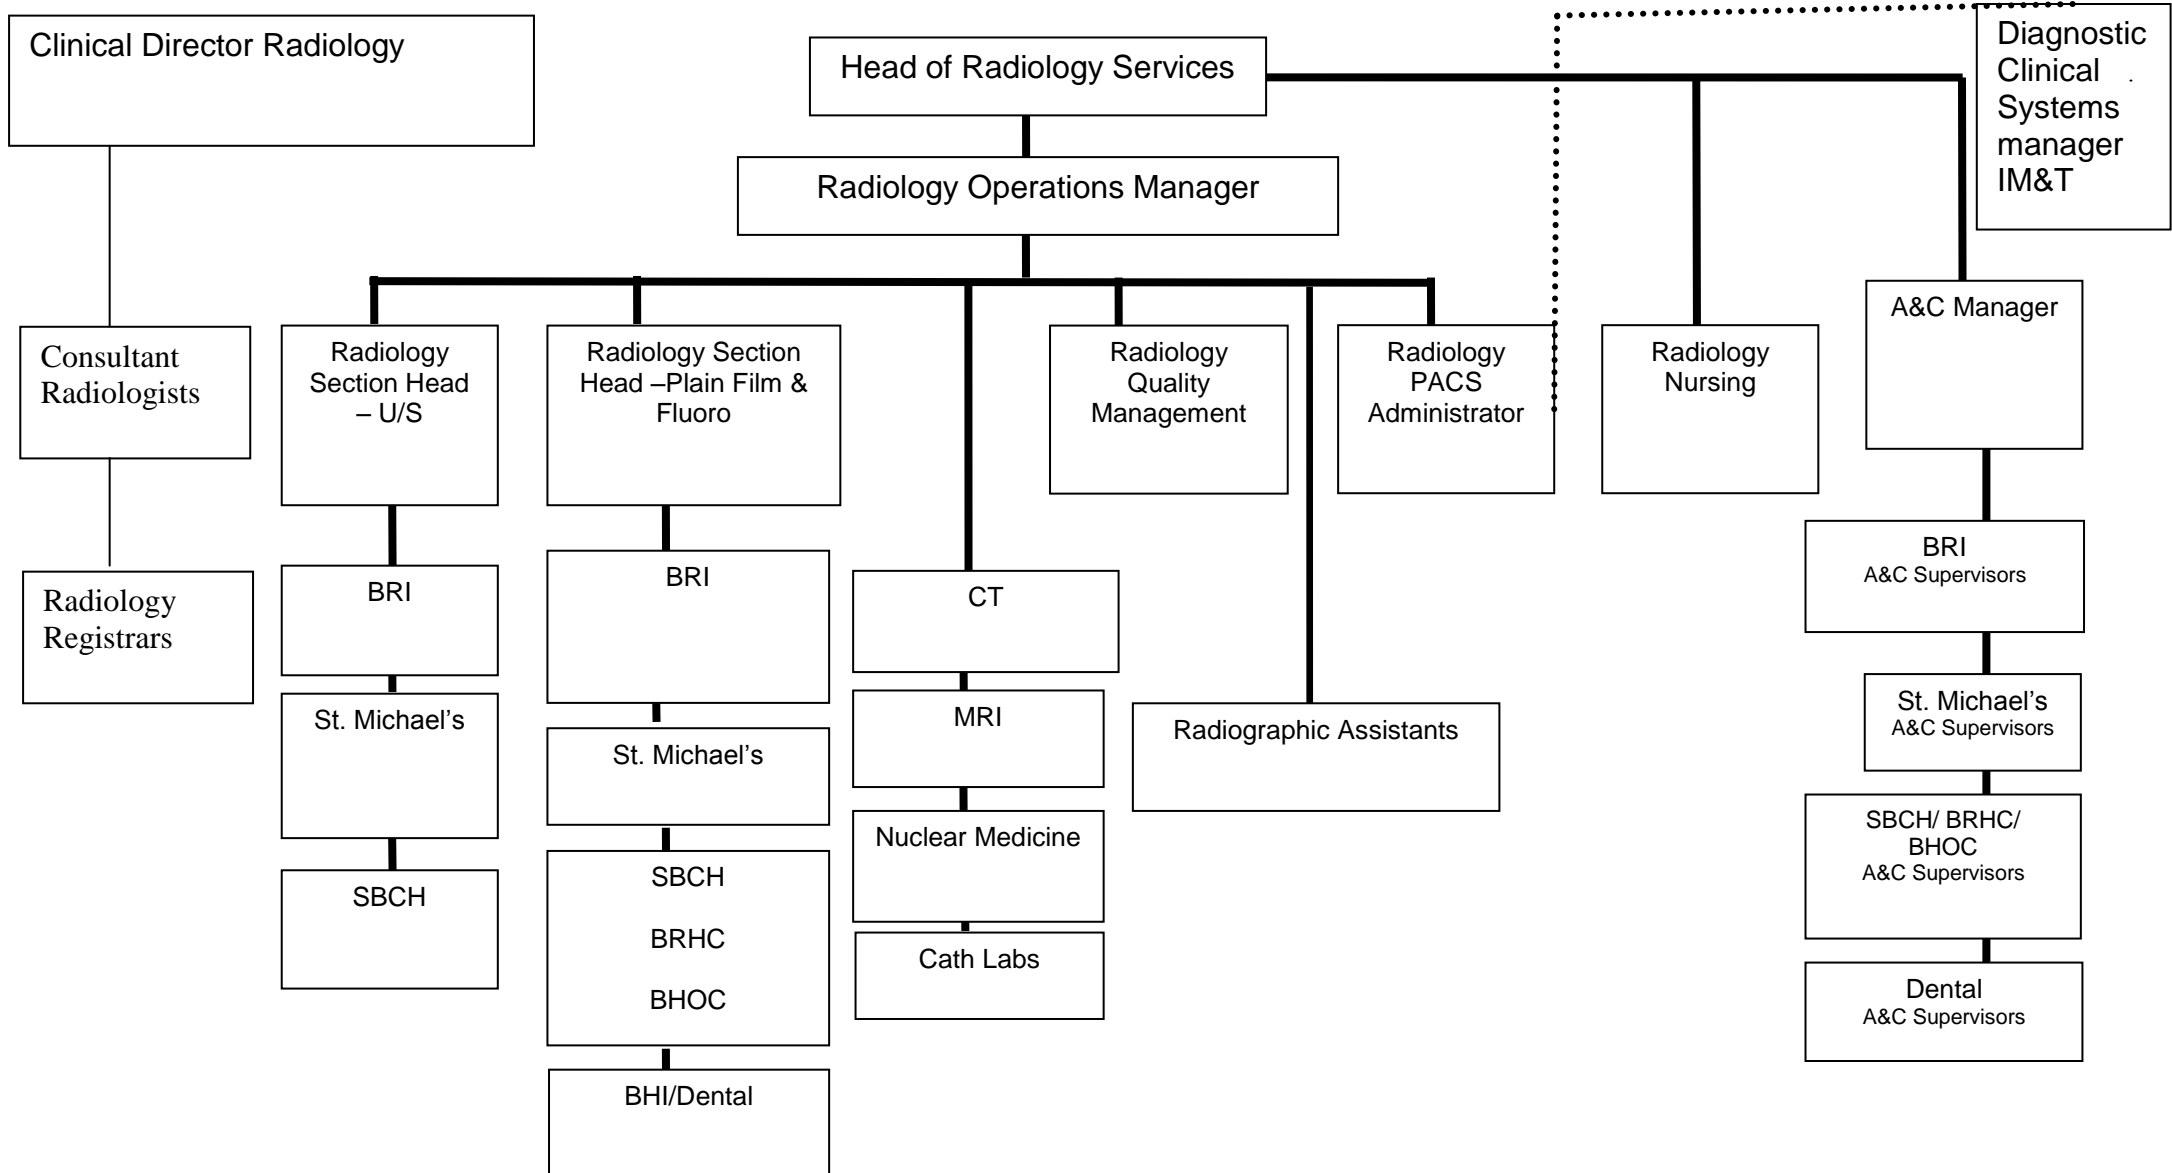 Clinical Director Radiology
Head of Radiology Services
Diagnostic
Clinical .
Systems
manager
IM&T
Radiology Operations Manager
A&C Manager
Consultant
Radiologists
Radiology
Section Head
– U/S
Radiology Section
Head –Plain Film &
Fluoro
Radiology
Quality
Management
Radiology
PACS
Administrator
Radiology
Nursing
BRI
A&C Supervisors
Radiology
Registrars
BRI
BRI
CT
St. Michael’s
A&C Supervisors
St. Michael’s
St. Michael’s
MRI
Radiographic Assistants
SBCH/ BRHC/
BHOC
A&C Supervisors
Nuclear Medicine
SBCH
SBCH
BRHC
BHOC
Cath Labs
Dental
A&C Supervisors
BHI/Dental